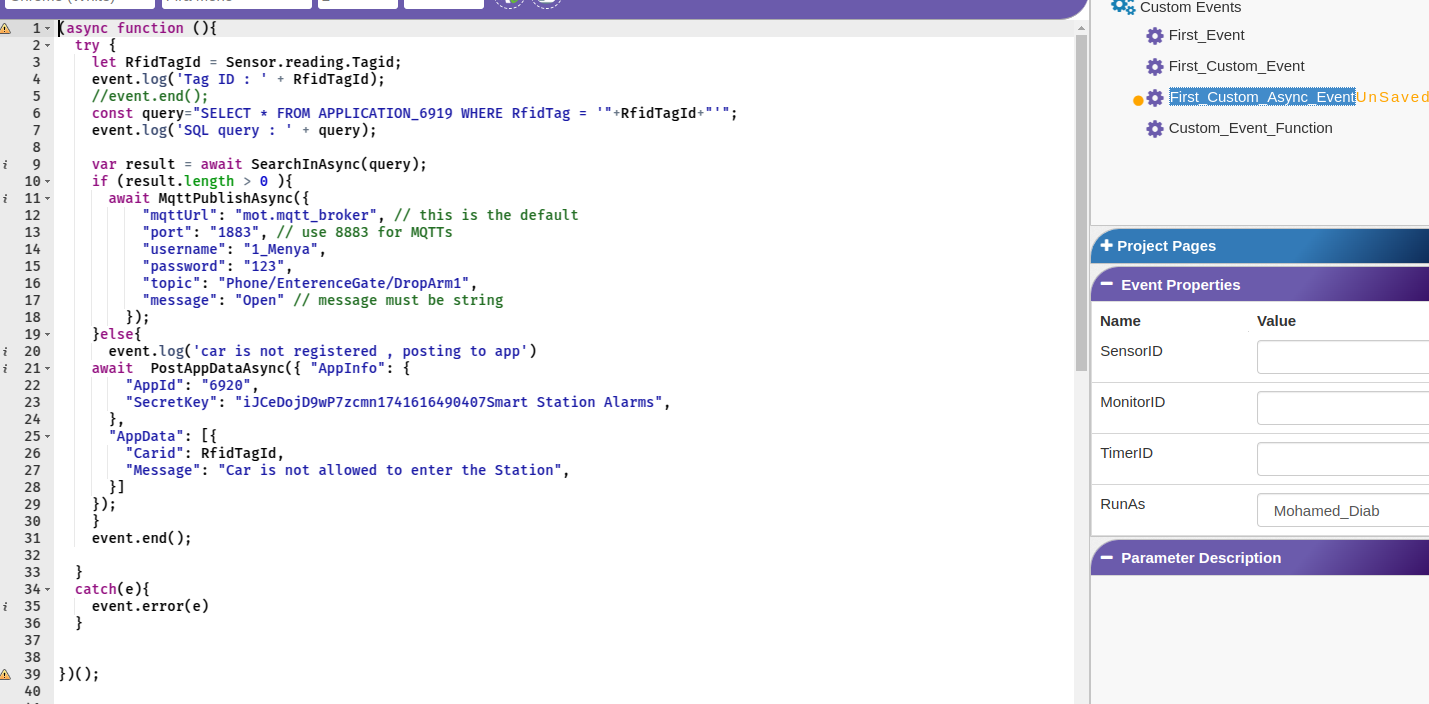 (async function (){
try {
let RfidTagId = Sensor.reading.Tagid;
event.log('Tag ID : ' + RfidTagId);
//event.end();
const query="SELECT * FROM APPLICATION_6919 WHERE RfidTag = '"+RfidTagId+"'";
event.log('SQL query : ' + query);
var result = await SearchInAsync(query);
if (result.length > 0 ){
await MqttPublishAsync({
"mqttUrl": "mot.mqtt_broker", // this is the default
"port": "1883", // use 8883 for MQTTs
"username": "1_Menya",
"password": "123",
"topic": "Phone/EnterenceGate/DropArm1",
"message": "Open" // message must be string
});
}else{
event.log('car is not registered , posting to app')
await  PostAppDataAsync({ "AppInfo": {
"AppId": "6920",
"SecretKey": "iJCeDojD9wP7zcmn1741616490407Smart Station Alarms",
},
"AppData": [{
"Carid": RfidTagId,
"Message": "Car is not allowed to enter the Station",
}]
});
}
event.end();
}
catch(e){
event.error(e)
}
})();
1
2
3
4
5
6
7
8
9
10
11
12
13
14
15
16
17
18
19
20
21
22
23
24
25
26
27
28
29
30
31
32
33
34
35
36
37
38
39
40
Custom Events
First_Event
First_Custom_Event
First_Custom_Async_Event UnSaved
Custom_Event_Function
Project Pages
Event Properties
Name Value
SensorID
MonitorID
TimerID
RunAs Mohamed_Diab
Parameter Description